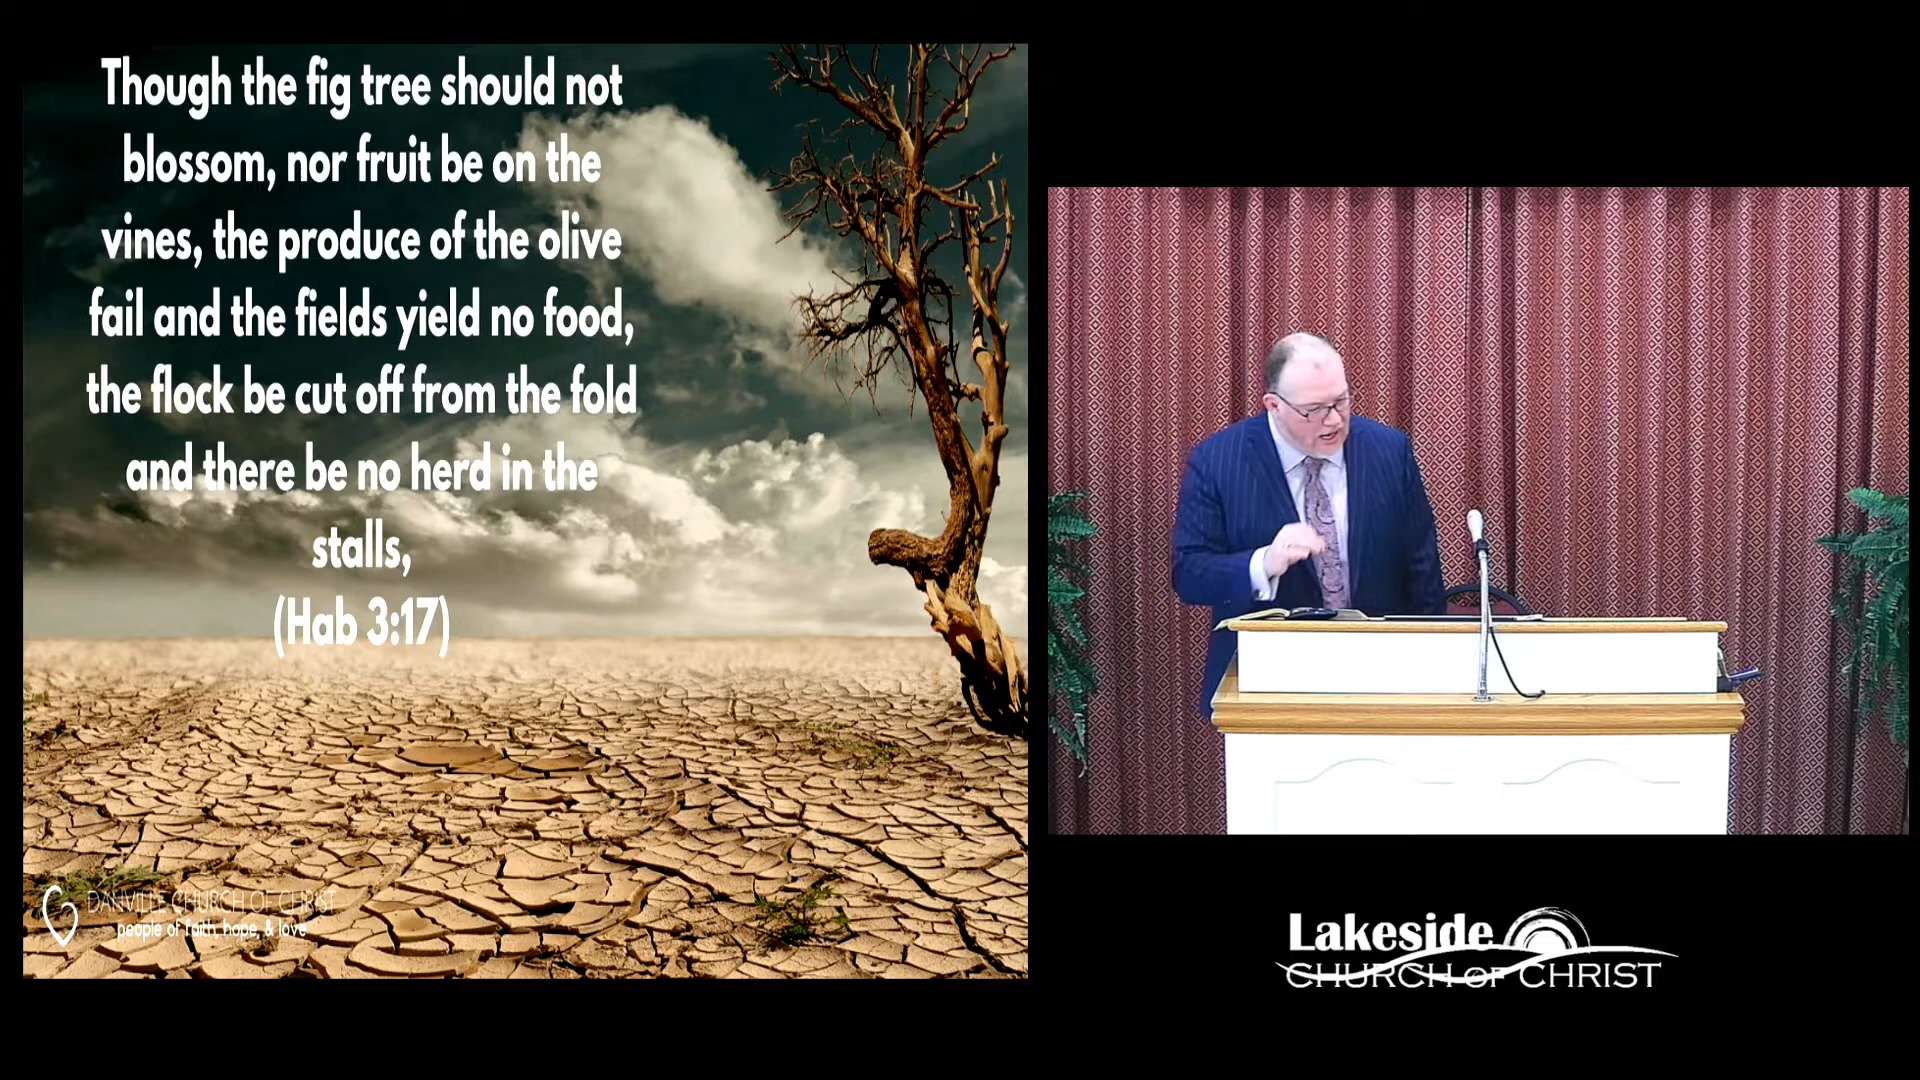 Though the fig tree should not
blossom, nor fruit be on the
vines, the produce of the olive
fail and the fields yield no food,
the flock be cut off from the fold
and there be no herd in the
stalls,
(Hab 3:17)
DANVILLE CHURCH OF CHRIST
people of faith, hope, & love
Lakeside
CHURCH OF CHRIST